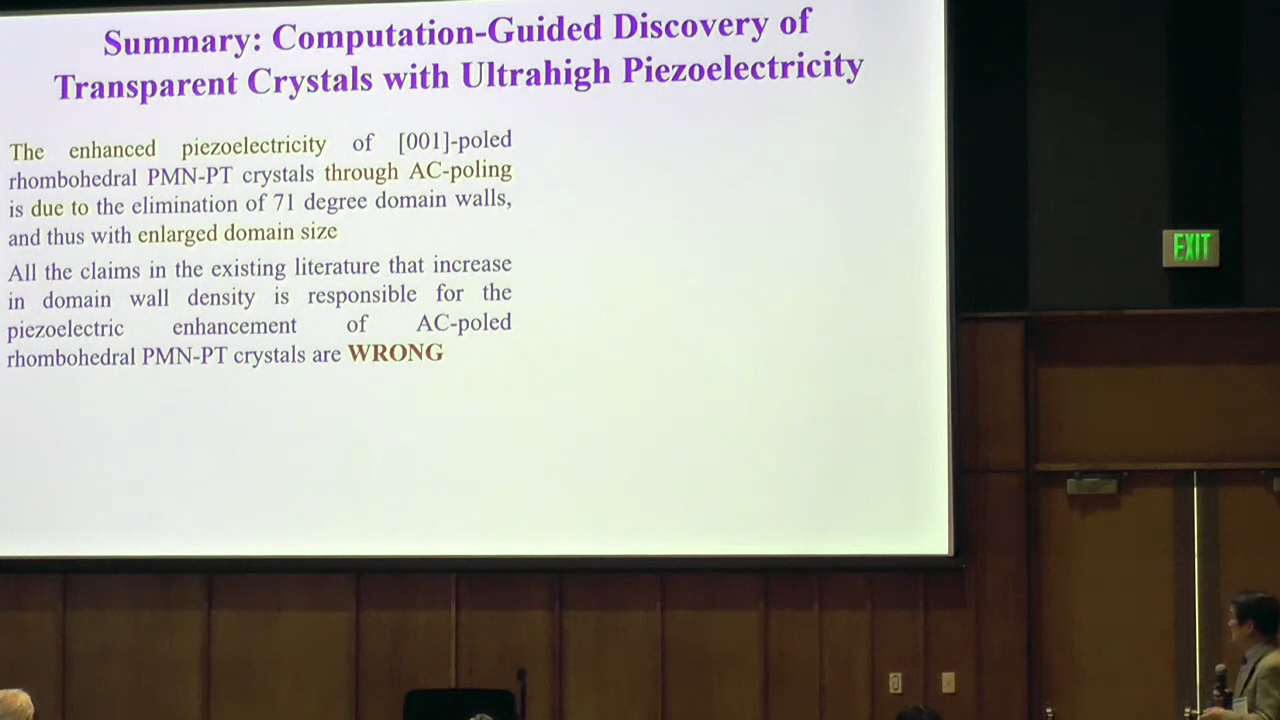 Summary: Computation-Guided Discovery of
Transparent Crystals with Ultrahigh Piezoelectricity
The enhanced piezoelectricity of [001]-poled
rhombohedral PMN-PT crystals through AC-poling
is due to the elimination of 71 degree domain walls,
and thus with enlarged domain size
All the claims in the existing literature that increase
in domain wall density is responsible for the
piezoelectric enhancement of AC-poled
rhombohedral PMN-PT crystals are WRONG
EXIT